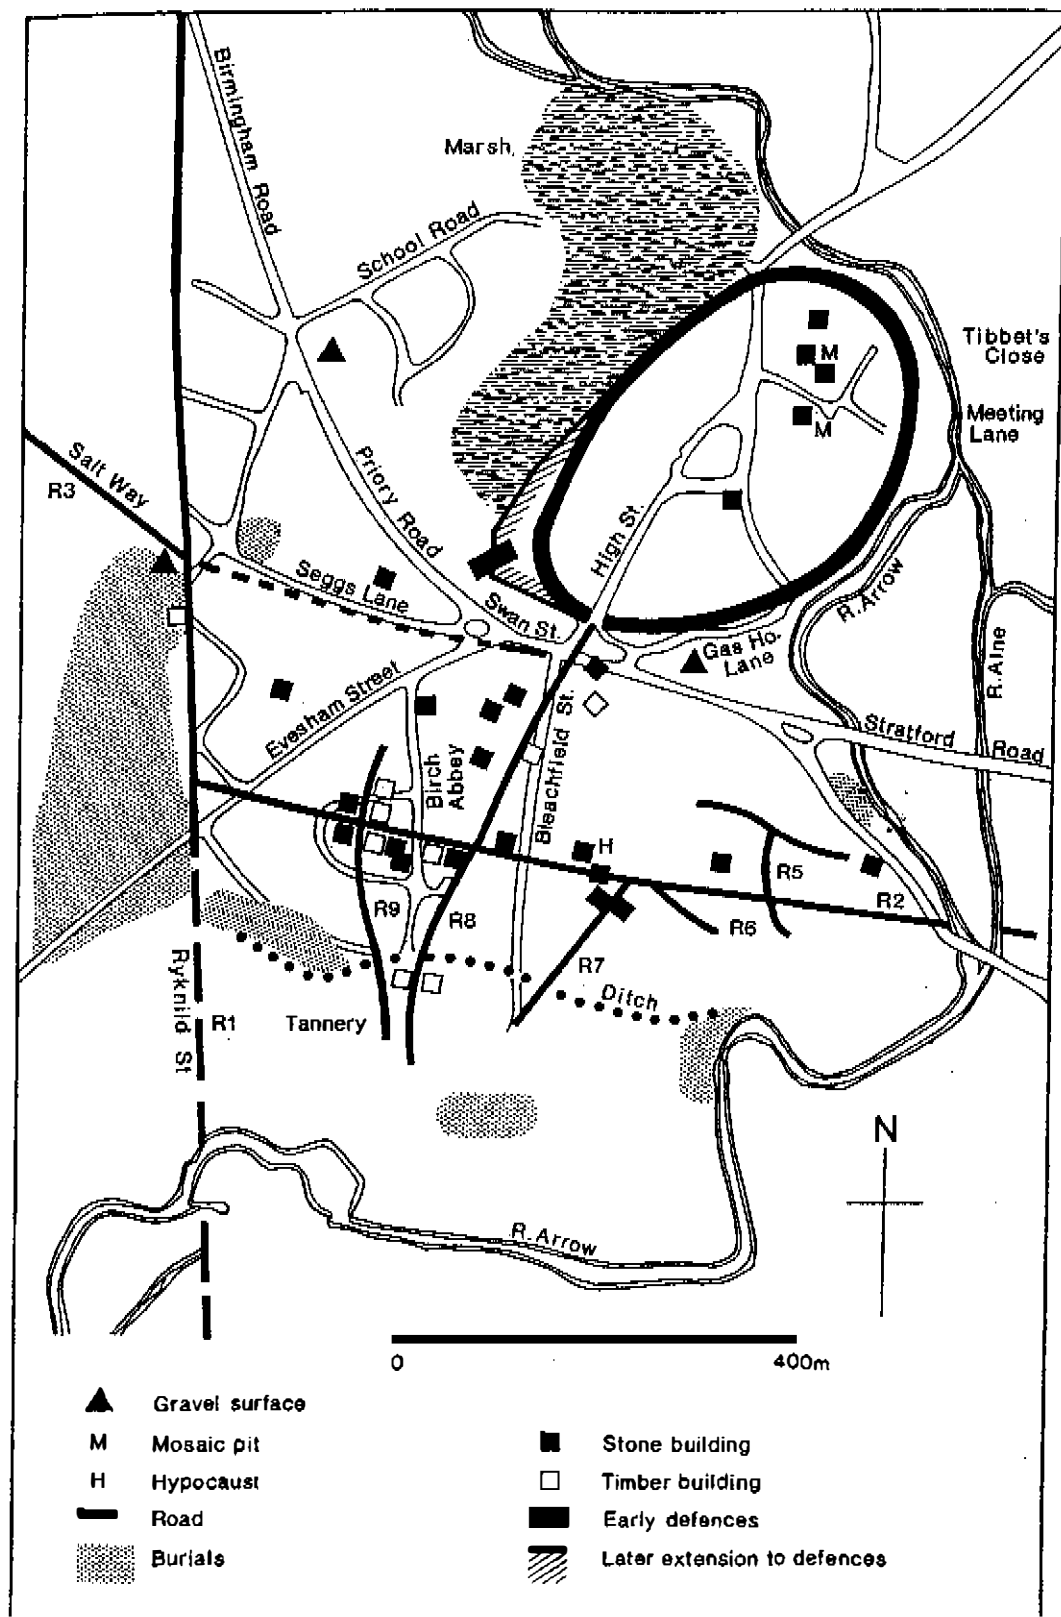 Birmingham Road
Marsh
School Road
Tibbet's
Close
Meeting
Lane
Salt Way
R3
Priory Road
High St.
R. Arrow
Seggs Lane
Swan St.
Gas Ho.
Lane
R. Alne
Evesham Street
Bleachfield St.
Stratford Road
Birch
Abbey
H
M
M
R5
R2
R9
R8
R6
R7
Ryknild St
R1
Tannery
Ditch
N
R. Arrow
0 400m
Gravel surface
M Mosaic pit
H Hypocaust
Road
Burials
Stone building
Timber building
Early defences
Later extension to defences